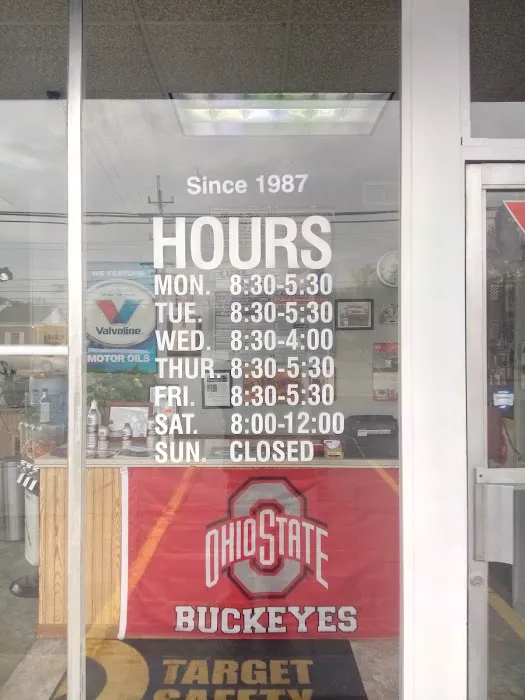 Since 1987
HOURS
MON. 8:30-5:30
TUE. 8:30-5:30
WED. 8:30-4:00
THUR. 8:30-5:30
FRI. 8:30-5:30
SAT. 8:00-12:00
SUN. CLOSED
WE FEATURE
Valvoline
MOTOR OILS
OHIO STATE
BUCKEYES
TARGET
SAFETY